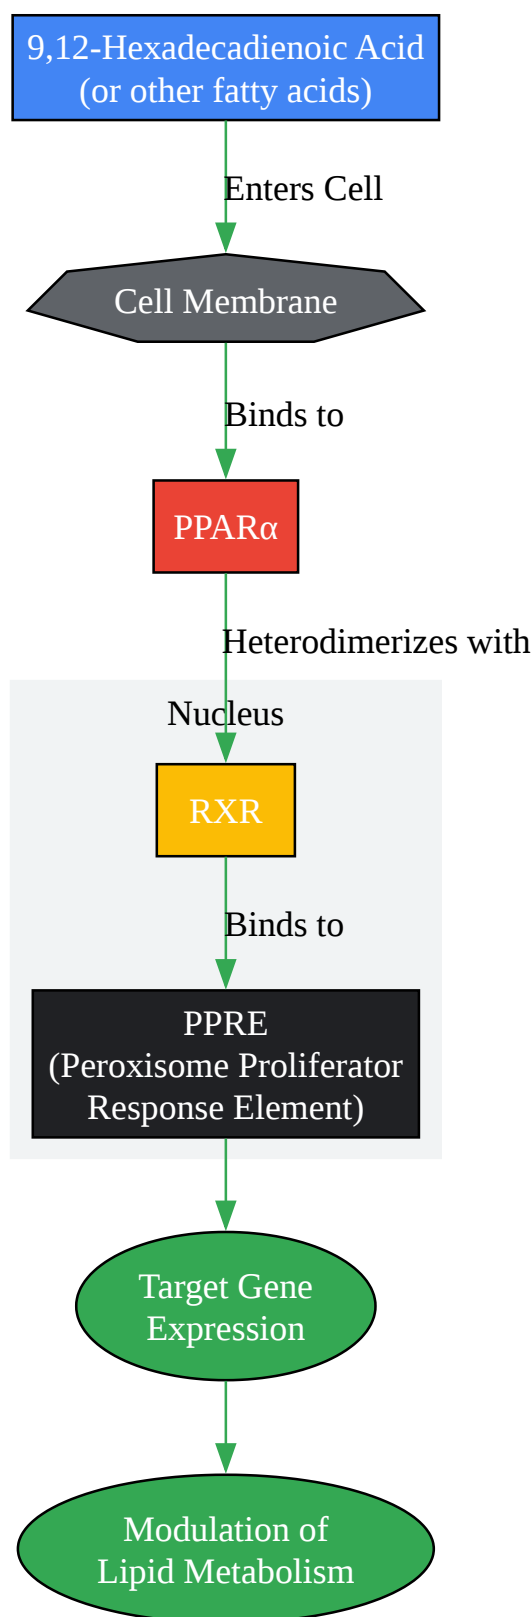 9,12-Hexadecadienoic Acid
(or other fatty acids)
Enters Cell
Cell Membrane
Binds to
PPARα
Heterodimerizes with
Nucleus
RXR
Binds to
PPRE
(Peroxisome Proliferator
Response Element)
Target Gene
Expression
Modulation of
Lipid Metabolism